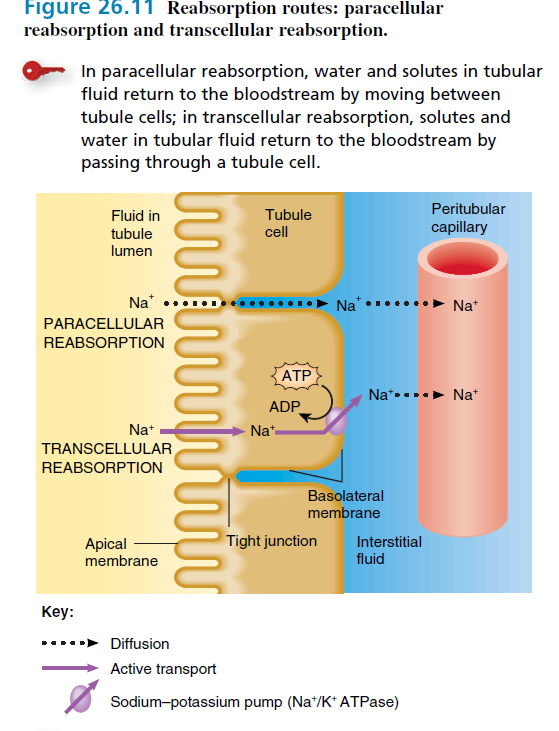 Figure 26.11 Reabsorption routes: paracellular
reabsorption and transcellular reabsorption.
In paracellular reabsorption, water and solutes in tubular
fluid return to the bloodstream by moving between
tubule cells; in transcellular reabsorption, solutes and
water in tubular fluid return to the bloodstream by
passing through a tubule cell.
Fluid in
tubule
lumen
Tubule
cell
Peritubular
capillary
Na⁺
Na⁺
Na⁺
PARACELLULAR
REABSORPTION
ATP
ADP
Na⁺
Na⁺
Na⁺
Na⁺
TRANSCELLULAR
REABSORPTION
Basolateral
membrane
Apical
membrane
Tight junction
Interstitial
fluid
Key:
Diffusion
Active transport
Sodium–potassium pump (Na⁺/K⁺ ATPase)